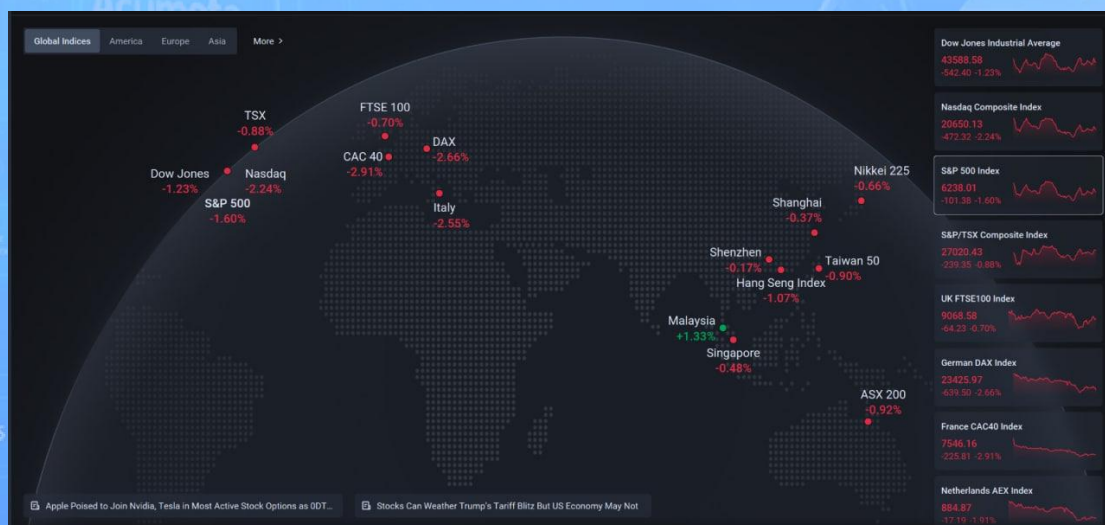 Global Indices America Europe Asia More >
TSX
-0.88%
FTSE 100
-0.70%
DAX
-2.66%
CAC 40
-2.91%
Dow Jones
-1.23%
Nasdaq
-2.24%
S&P 500
-1.60%
Italy
-2.55%
Nikkei 225
-0.66%
Shanghai
-0.37%
Shenzhen
-0.17%
Taiwan 50
-0.90%
Hang Seng Index
-1.07%
Malaysia
+1.33%
Singapore
-0.48%
ASX 200
-0.92%
Dow Jones Industrial Average
43588.58
-542.40 -1.23%
Nasdaq Composite Index
20650.13
-472.32 -2.24%
S&P 500 Index
6238.01
-101.38 -1.60%
S&P/TSX Composite Index
27020.43
-239.35 -0.88%
UK FTSE100 Index
9068.58
-64.23 -0.70%
German DAX Index
23425.97
-639.50 -2.66%
France CAC40 Index
7546.16
-225.81 -2.91%
Netherlands AEX Index
884.87
-17.19 -1.91%
Apple Poised to Join Nvidia, Tesla in Most Active Stock Options as 0DT...
Stocks Can Weather Trump's Tariff Blitz But US Economy May Not